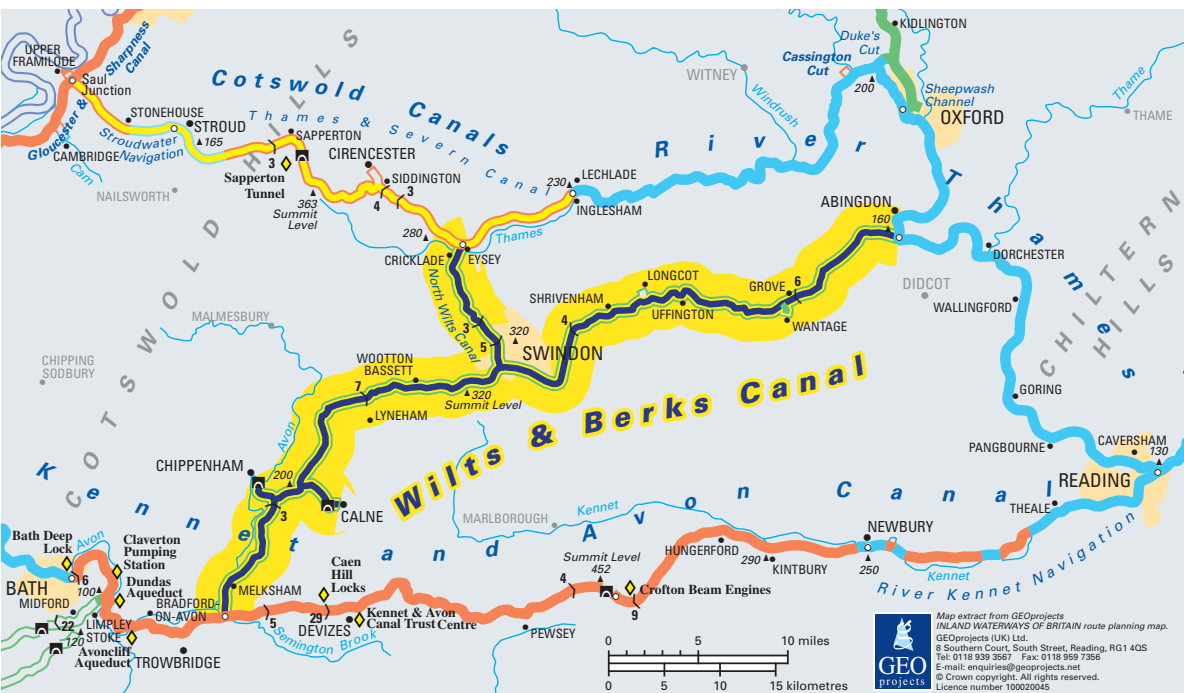 KIDLINGTON
Duke's
Cut
Cassington
Cut
200
Sheepwash
Channel
OXFORD
WITNEY
Windrush
Thame
THAME
UPPER
FRAMILODE
Saul
Junction
Sharpness
Canal
Gloucester &
CAMBRIDGE
Cam
STONEHOUSE
STROUD
165
Stroudwater
Navigation
NAILSWORTH
Cotswold Canals
Thames & Severn Canal
COTSWOLD HILLS
SAPPERTON
3
Sapperton
Tunnel
CIRENCESTER
SIDDINGTON
4
3
363
Summit
Level
230
LECHLADE
INGLESHAM
River Thames
280
CRICKLADE
EYSEY
Thames
North Wilts Canal
ABINGDON
160
DORCHESTER
DIDCOT
WALLINGFORD
CHILTERN
HILLS
LONGCOT
SHRIVENHAM
UFFINGTON
GROVE
6
WANTAGE
4
MALMESBURY
CHIPPING
SODBURY
3
5
320
SWINDON
WOOTTON
BASSETT
7
320
Summit Level
LYNEHAM
Avon
Wilts & Berks Canal
GORING
PANGBOURNE
CAVERSHAM
130
READING
THEALE
CHIPPENHAM
200
CALNE
3
Kennet and Avon Canal
MARLBOROUGH
Kennet
NEWBURY
250
HUNGERFORD
290
KINTBURY
Kennet
River Kennet Navigation
Summit Level
452
4
9
Crofton Beam Engines
Bath Deep
Lock
Avon
BATH
6
100
MIDFORD
22
120
LIMPLEY
STOKE
Claverton
Pumping
Station
Dundas
Aqueduct
BRADFORD-
ON-AVON
Avoncliff
Aqueduct
TROWBRIDGE
MELKSHAM
5
Semington Brook
Caen
Hill
Locks
29
DEVIZES
Kennet & Avon
Canal Trust Centre
PEWSEY
0 5 10 miles
0 5 10 15 kilometres
GEO
projects
Map extract from GEOprojects
INLAND WATERWAYS OF BRITAIN route planning map.
GEOprojects (UK) Ltd.
8 Southern Court, South Street, Reading, RG1 4QS
Tel: 0118 939 3567 Fax: 0118 959 7356
E-mail: enquiries@geoprojects.net
© Crown copyright. All rights reserved.
Licence number 100020045